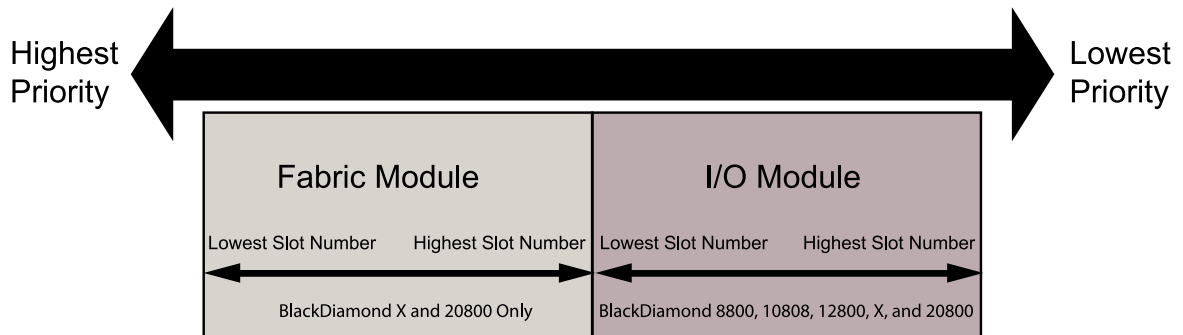 Highest Priority
Lowest Priority
Fabric Module
I/O Module
Lowest Slot Number
Highest Slot Number
Lowest Slot Number
Highest Slot Number
BlackDiamond X and 20800 Only
BlackDiamond 8800, 10808, 12800, X, and 20800